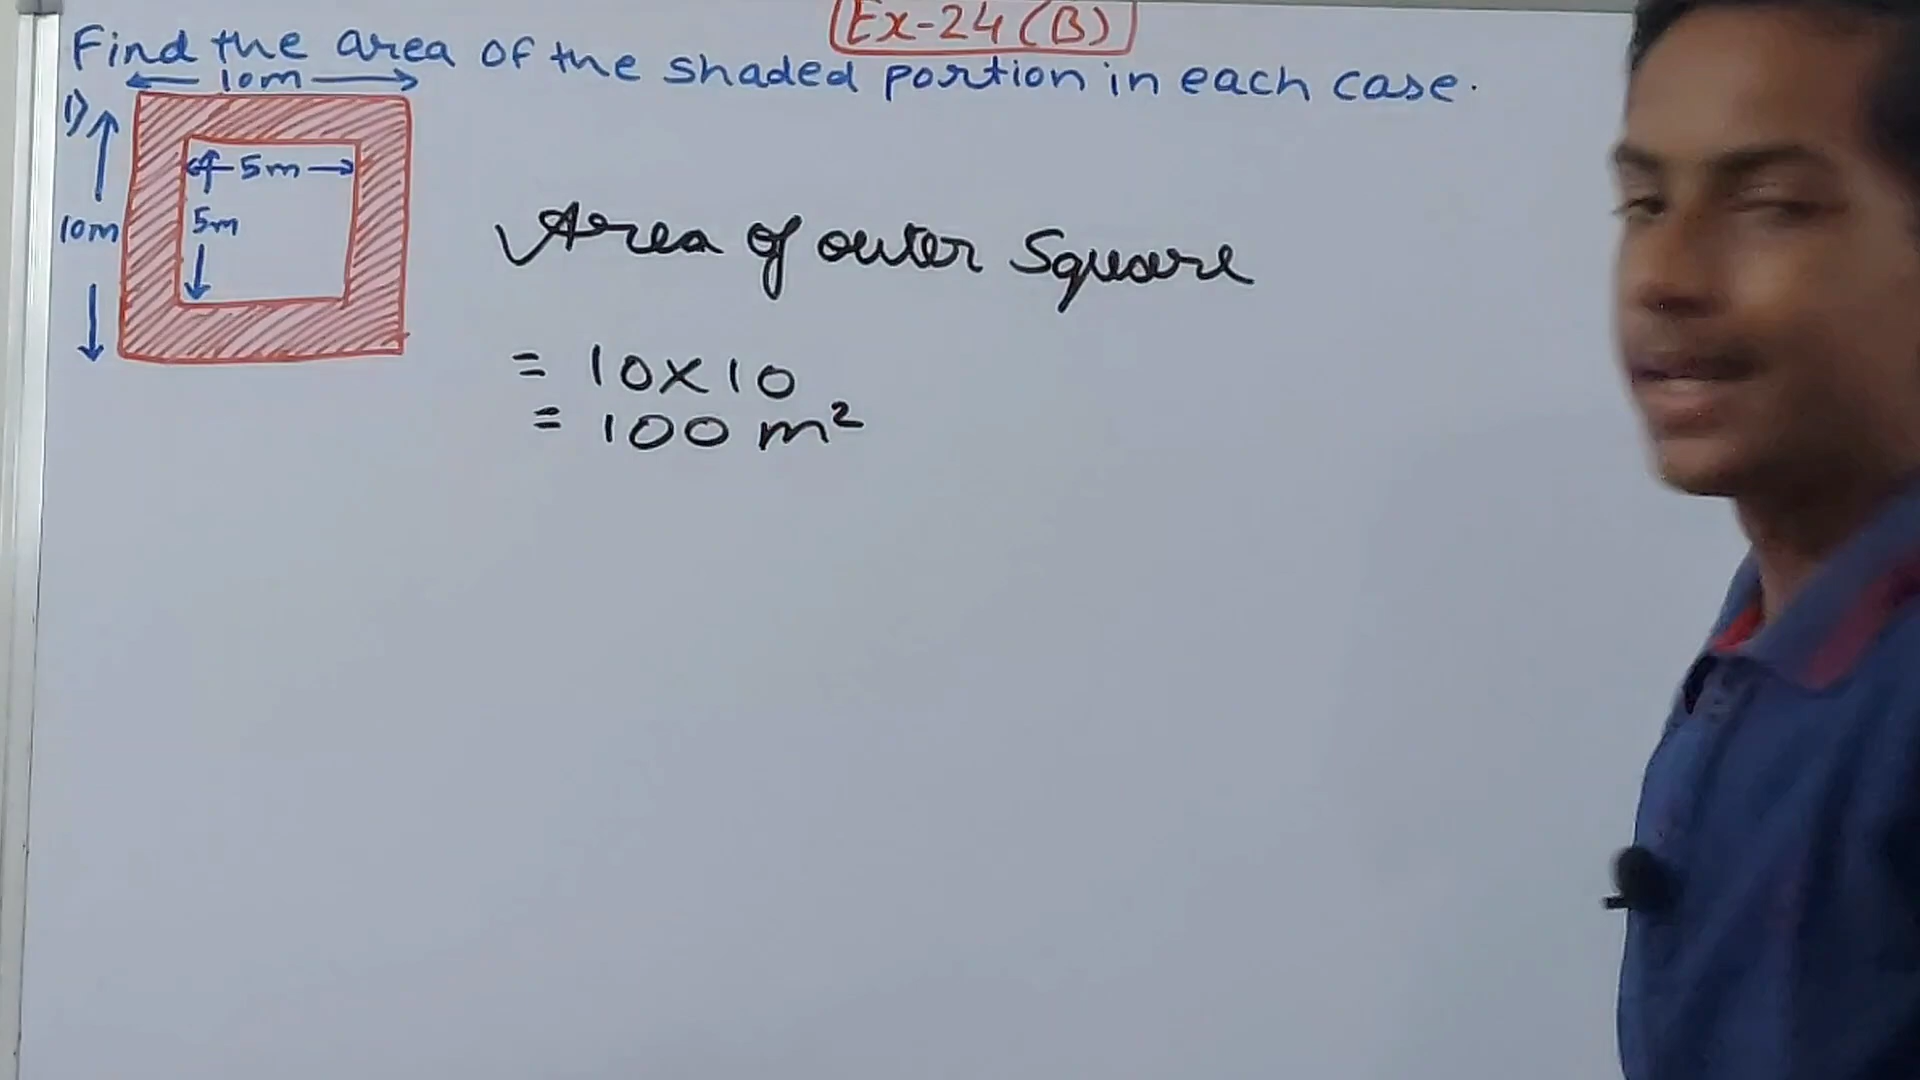 Ex-24(B)
Find the area of the shaded portion in each case.
1)
10m
5m
5m
10m
Area of outer Square
= 10×10
= 100 m²